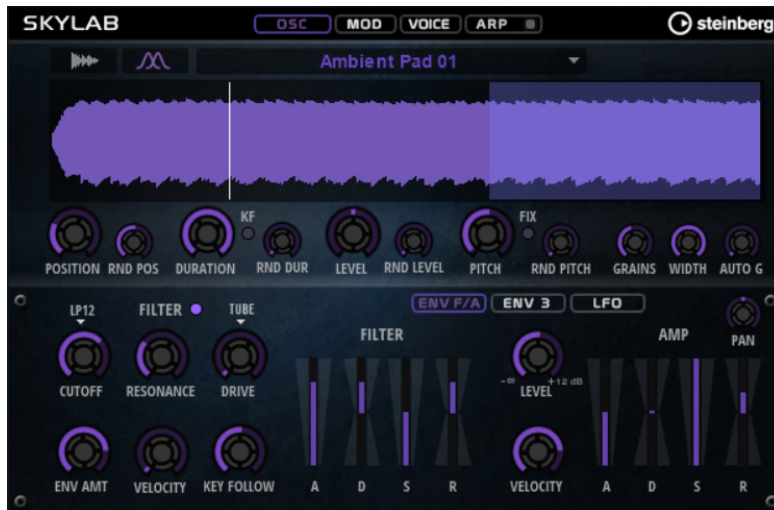 SKYLAB OSC MOD VOICE ARP steinberg
Ambient Pad 01
KF FIX
POSITION RND POS DURATION RND DUR LEVEL RND LEVEL PITCH RND PITCH GRAINS WIDTH AUTO G
ENV F/A ENV 3 LFO
LP12 FILTER TUBE
FILTER AMP PAN
CUTOFF RESONANCE DRIVE -∞ LEVEL +12 dB
ENV AMT VELOCITY KEY FOLLOW A D S R VELOCITY A D S R